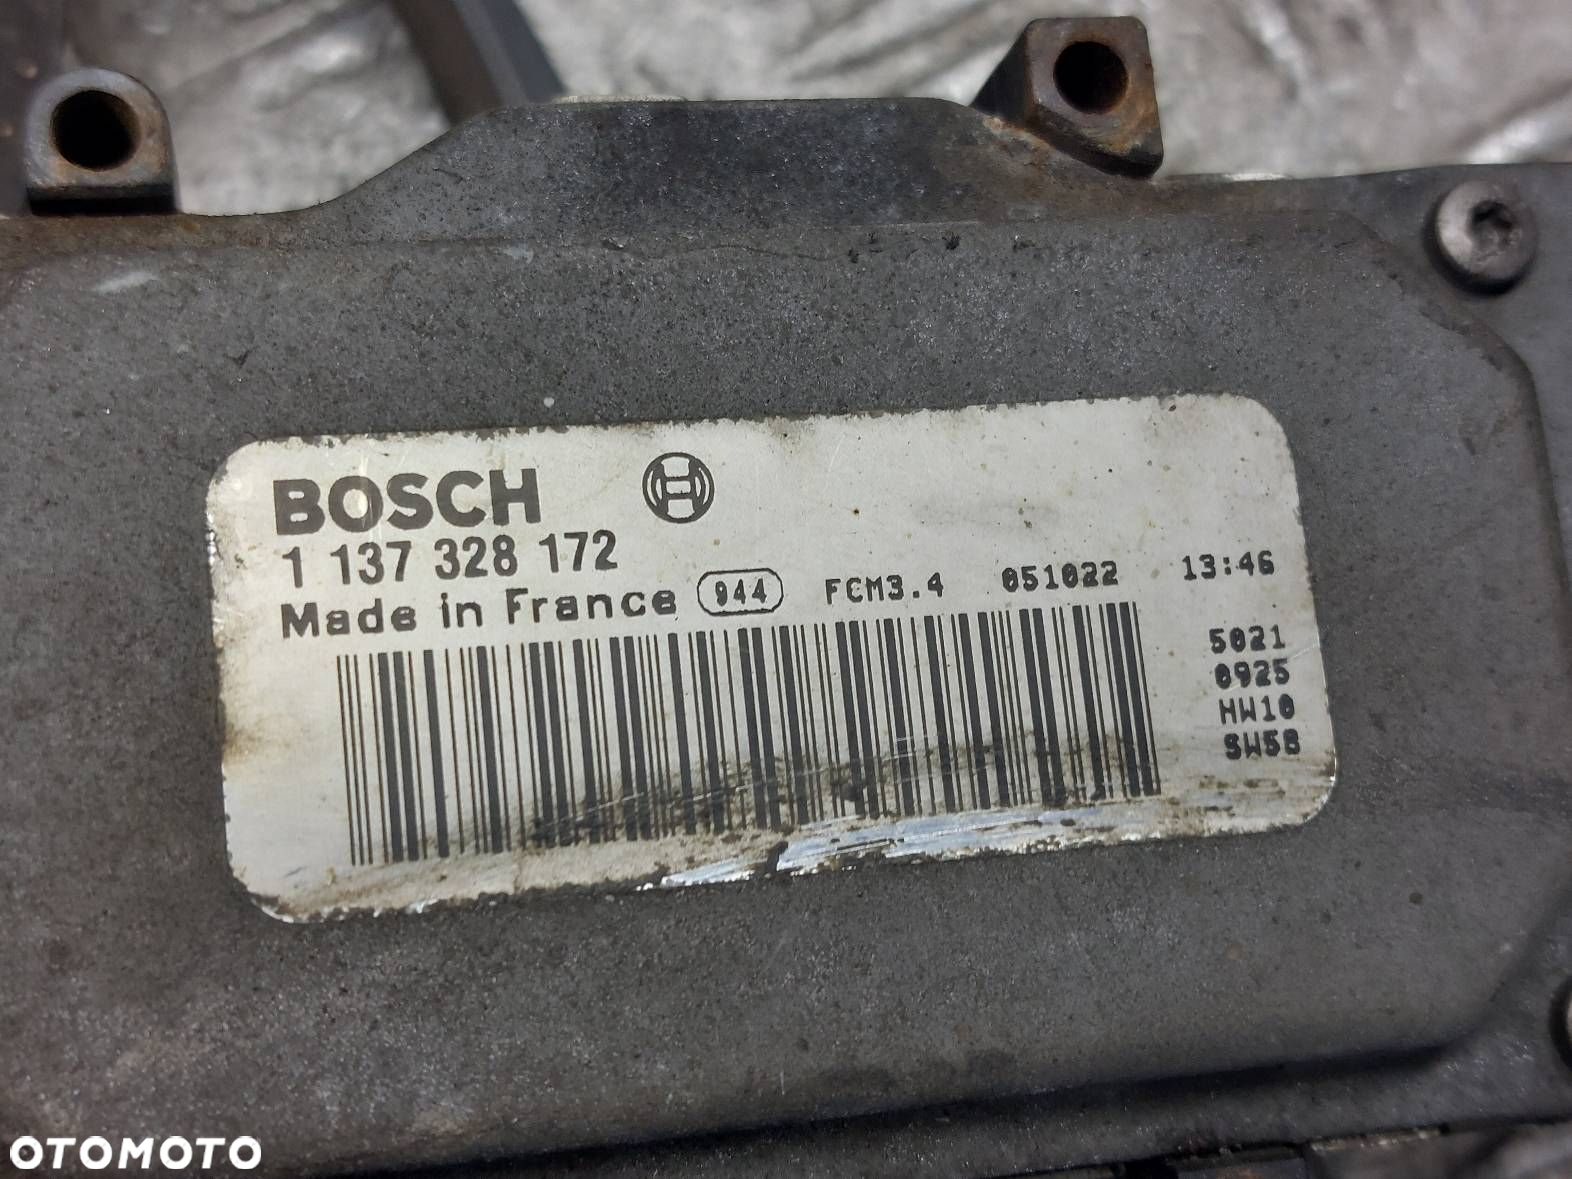 BOSCH
1 137 328 172
Made in France 944 FCM3.4 051022 13:46
5021
0925
HW10
SW58
OTOMOTO